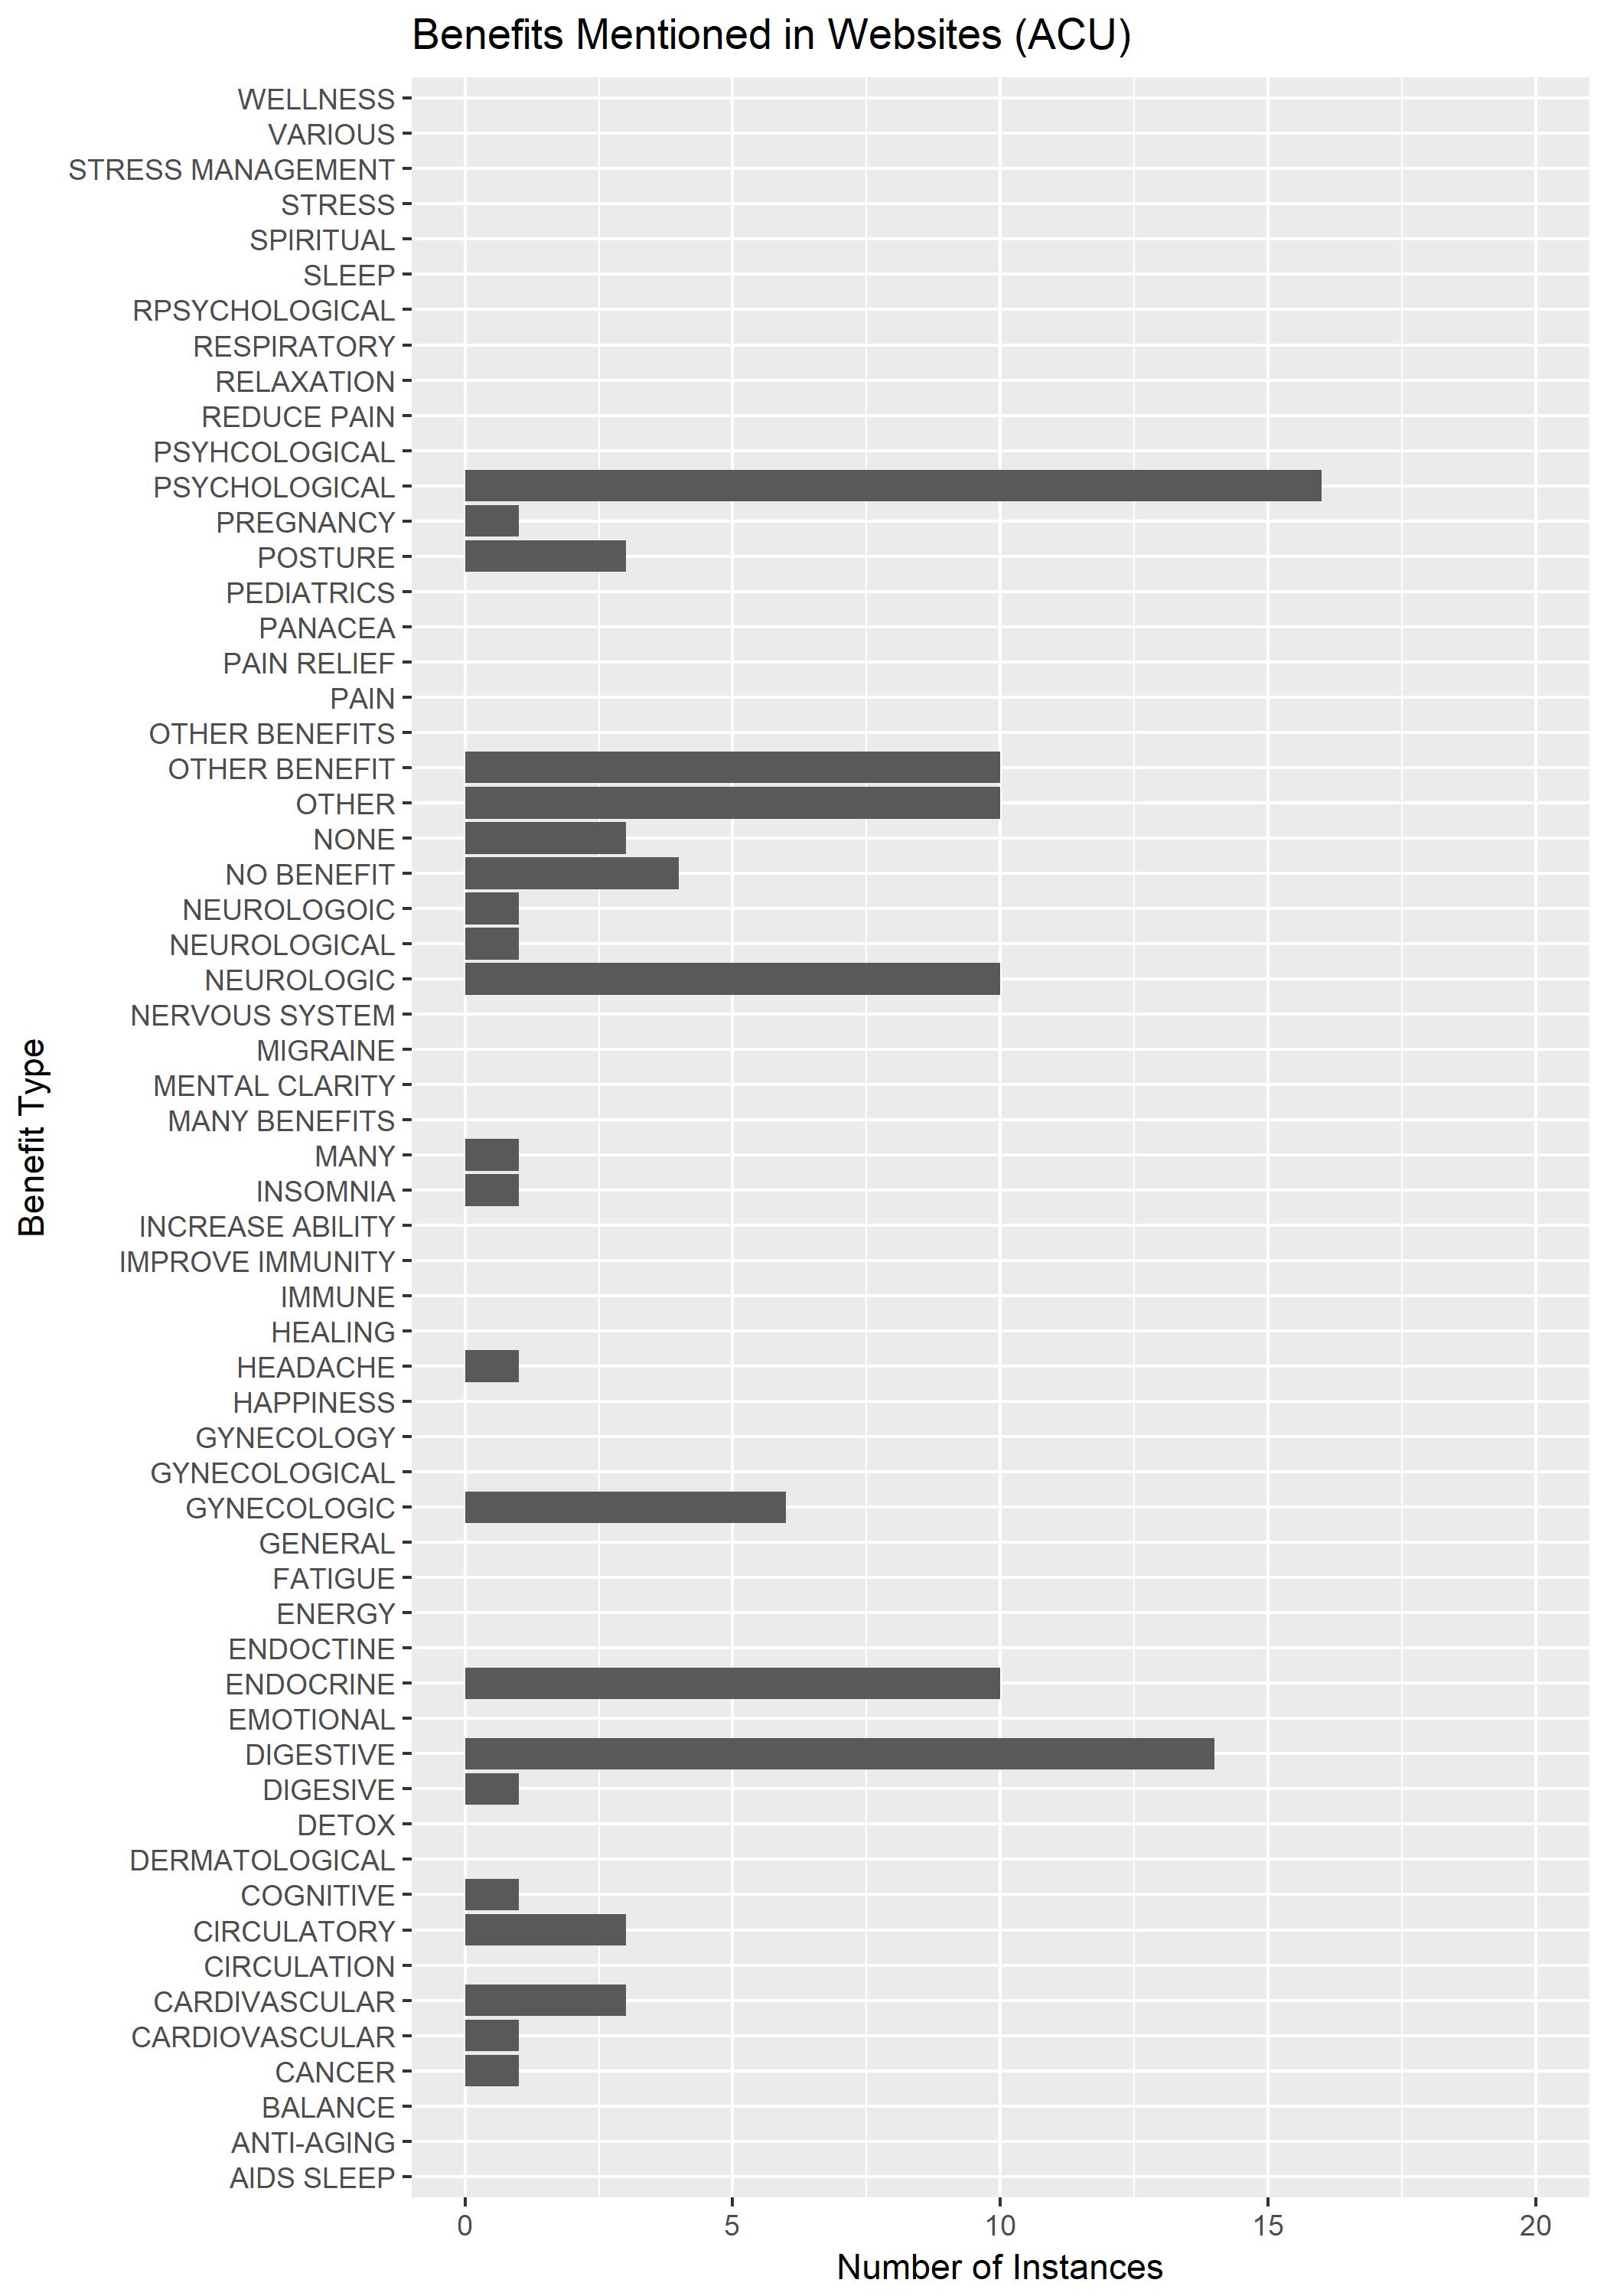 Benefits Mentioned in Websites (ACU)
WELLNESS
VARIOUS
STRESS MANAGEMENT
STRESS
SPIRITUAL
SLEEP
RPSYCHOLOGICAL
RESPIRATORY
RELAXATION
REDUCE PAIN
PSYHCOLOGICAL
PSYCHOLOGICAL
PREGNANCY
POSTURE
PEDIATRICS
PANACEA
PAIN RELIEF
PAIN
OTHER BENEFITS
OTHER BENEFIT
OTHER
NONE
NO BENEFIT
NEUROLOGOIC
NEUROLOGICAL
NEUROLOGIC
NERVOUS SYSTEM
MIGRAINE
MENTAL CLARITY
MANY BENEFITS
MANY
INSOMNIA
INCREASE ABILITY
IMPROVE IMMUNITY
IMMUNE
HEALING
HEADACHE
HAPPINESS
GYNECOLOGY
GYNECOLOGICAL
GYNECOLOGIC
GENERAL
FATIGUE
ENERGY
ENDOCTINE
ENDOCRINE
EMOTIONAL
DIGESTIVE
DIGESIVE
DETOX
DERMATOLOGICAL
COGNITIVE
CIRCULATORY
CIRCULATION
CARDIVASCULAR
CARDIOVASCULAR
CANCER
BALANCE
ANTI-AGING
AIDS SLEEP
Benefit Type
0 5 10 15 20
Number of Instances